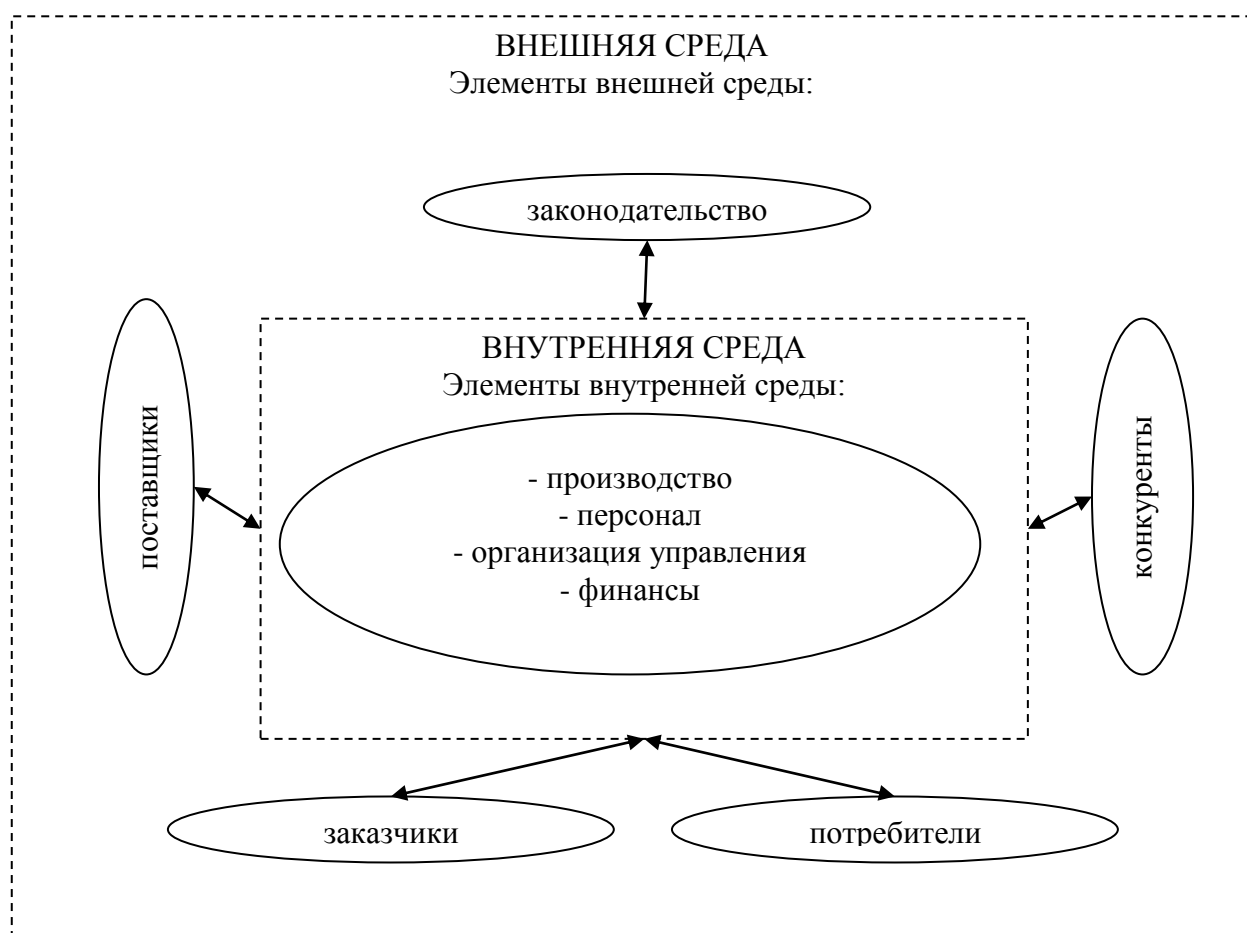 ВНЕШНЯЯ СРЕДА
Элементы внешней среды:
законодательство
ВНУТРЕННЯЯ СРЕДА
Элементы внутренней среды:
поставщики
- производство
- персонал
- организация управления
- финансы
конкуренты
заказчики
потребители